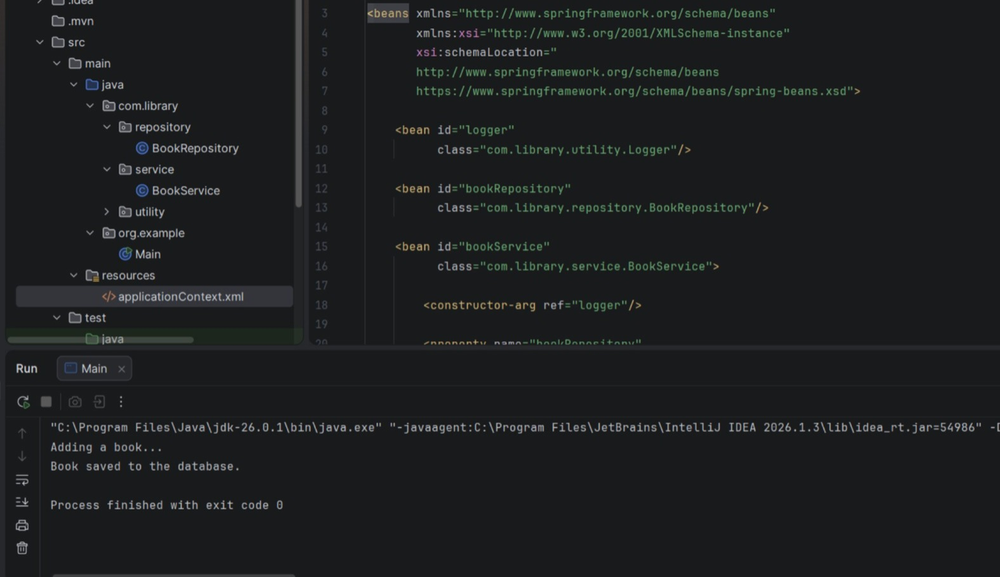 .idea
.mvn
src
main
java
com.library
repository
BookRepository
service
BookService
utility
org.example
Main
resources
</> applicationContext.xml
test
java
3 <beans xmlns="http://www.springframework.org/schema/beans"
4 xmlns:xsi="http://www.w3.org/2001/XMLSchema-instance"
5 xsi:schemaLocation="
6 http://www.springframework.org/schema/beans
7 https://www.springframework.org/schema/beans/spring-beans.xsd">
8
9 <bean id="logger"
10 class="com.library.utility.Logger"/>
11
12 <bean id="bookRepository"
13 class="com.library.repository.BookRepository"/>
14
15 <bean id="bookService"
16 class="com.library.service.BookService">
17
18 <constructor-arg ref="logger"/>
19
20 <property name="bookRepository"
Run Main
"C:\Program Files\Java\jdk-26.0.1\bin\java.exe" "-javaagent:C:\Program Files\JetBrains\IntelliJ IDEA 2026.1.3\lib\idea_rt.jar=54986" -D
Adding a book...
Book saved to the database.
Process finished with exit code 0